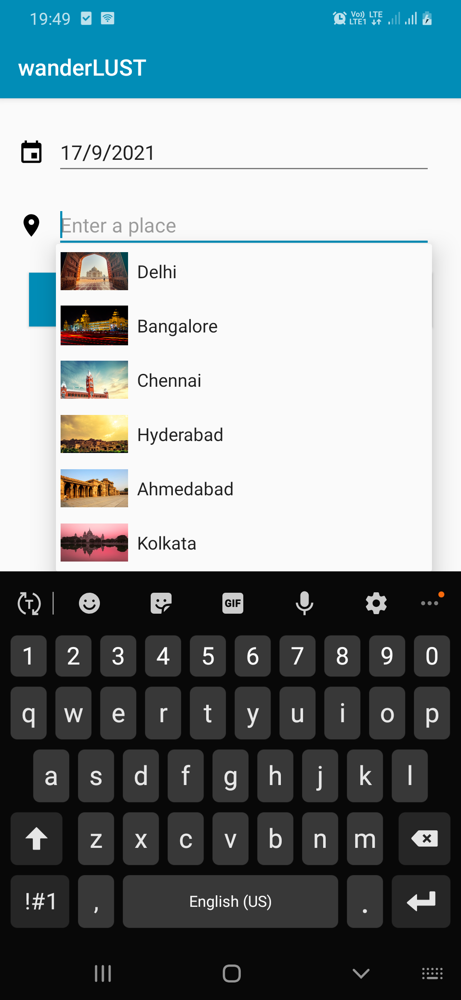 19:49 Vo)) LTE
LTE1
wanderLUST
17/9/2021
Enter a place
Delhi
Bangalore
Chennai
Hyderabad
Ahmedabad
Kolkata
T GIF
1 2 3 4 5 6 7 8 9 0
q w e r t y u i o p
a s d f g h j k l
z x c v b n m
!#1 , English (US) .